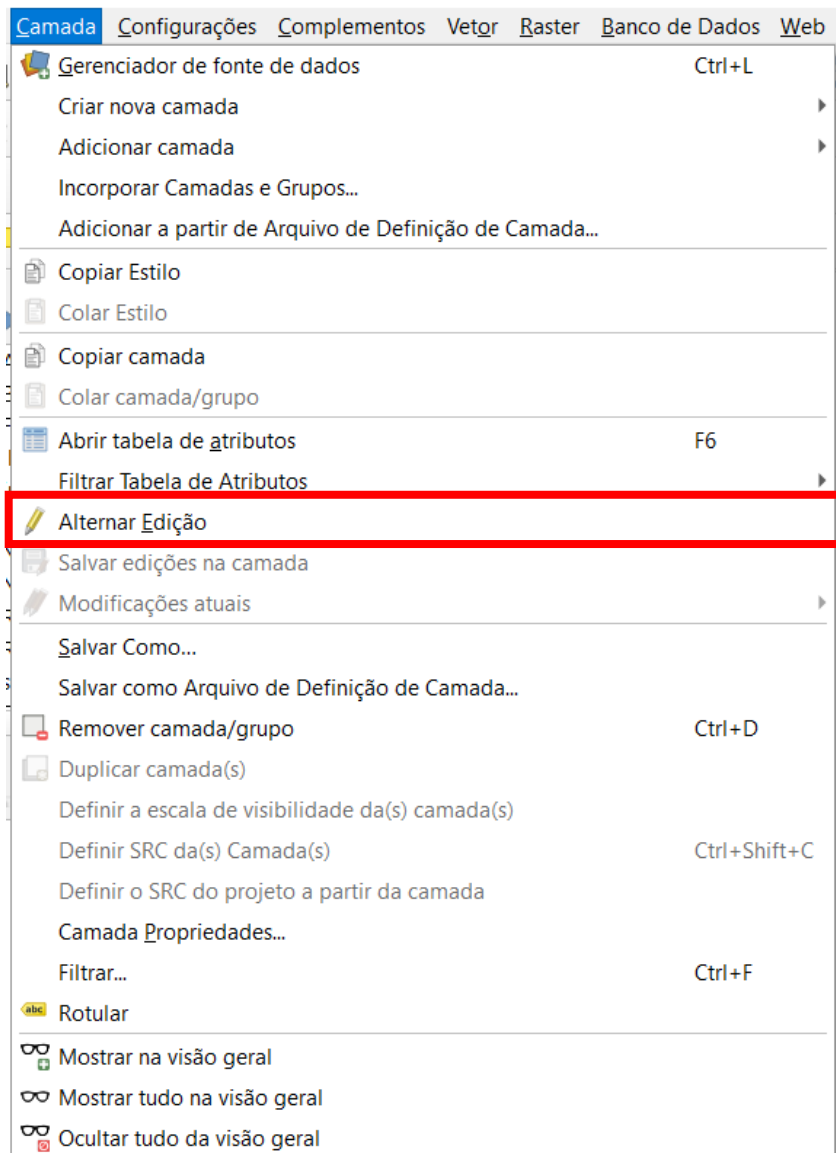 Camada Configurações Complementos Vetor Raster Banco de Dados Web
Gerenciador de fonte de dados Ctrl+L
Criar nova camada
Adicionar camada
Incorporar Camadas e Grupos...
Adicionar a partir de Arquivo de Definição de Camada...
Copiar Estilo
Colar Estilo
Copiar camada
Colar camada/grupo
Abrir tabela de atributos F6
Filtrar Tabela de Atributos
Alternar Edição
Salvar edições na camada
Modificações atuais
Salvar Como...
Salvar como Arquivo de Definição de Camada...
Remover camada/grupo Ctrl+D
Duplicar camada(s)
Definir a escala de visibilidade da(s) camada(s)
Definir SRC da(s) Camada(s) Ctrl+Shift+C
Definir o SRC do projeto a partir da camada
Camada Propriedades...
Filtrar... Ctrl+F
abc Rotular
Mostrar na visão geral
Mostrar tudo na visão geral
Ocultar tudo da visão geral